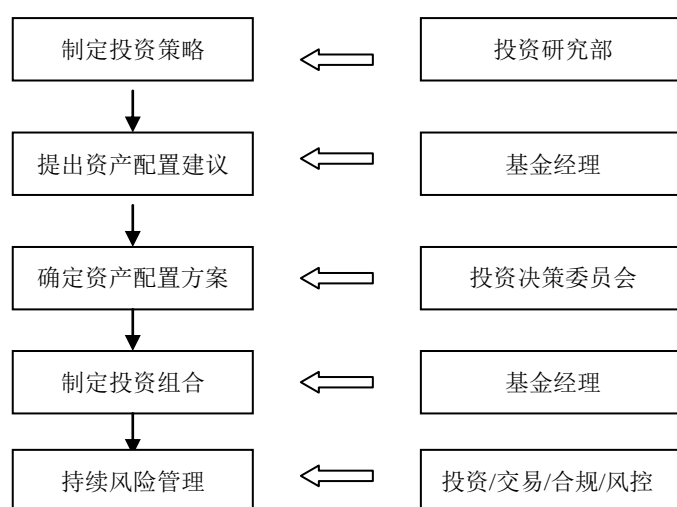 制定投资策略
投资研究部
提出资产配置建议
基金经理
确定资产配置方案
投资决策委员会
制定投资组合
基金经理
持续风险管理
投资/交易/合规/风控